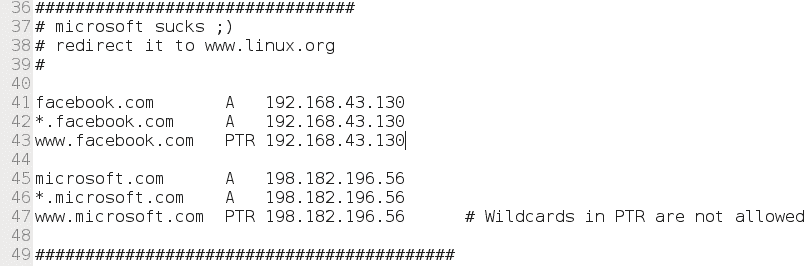 36 ################################
37 # microsoft sucks ;)
38 # redirect it to www.linux.org
39 #
40
41 facebook.com       A   192.168.43.130
42 *.facebook.com     A   192.168.43.130
43 www.facebook.com   PTR 192.168.43.130
44
45 microsoft.com      A   198.182.196.56
46 *.microsoft.com    A   198.182.196.56
47 www.microsoft.com  PTR 198.182.196.56      # Wildcards in PTR are not allowed
48
49 ##########################################